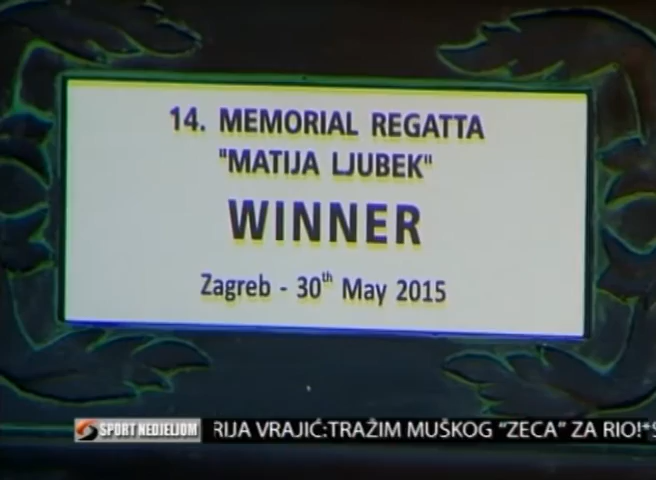 14. MEMORIAL REGATTA
"MATIJA LJUBEK"
WINNER
Zagreb - 30th May 2015
SPORT NEDJELJOM
RIJA VRAJIĆ:TRAŽIM MUŠKOG "ZECA" ZA RIO!*S